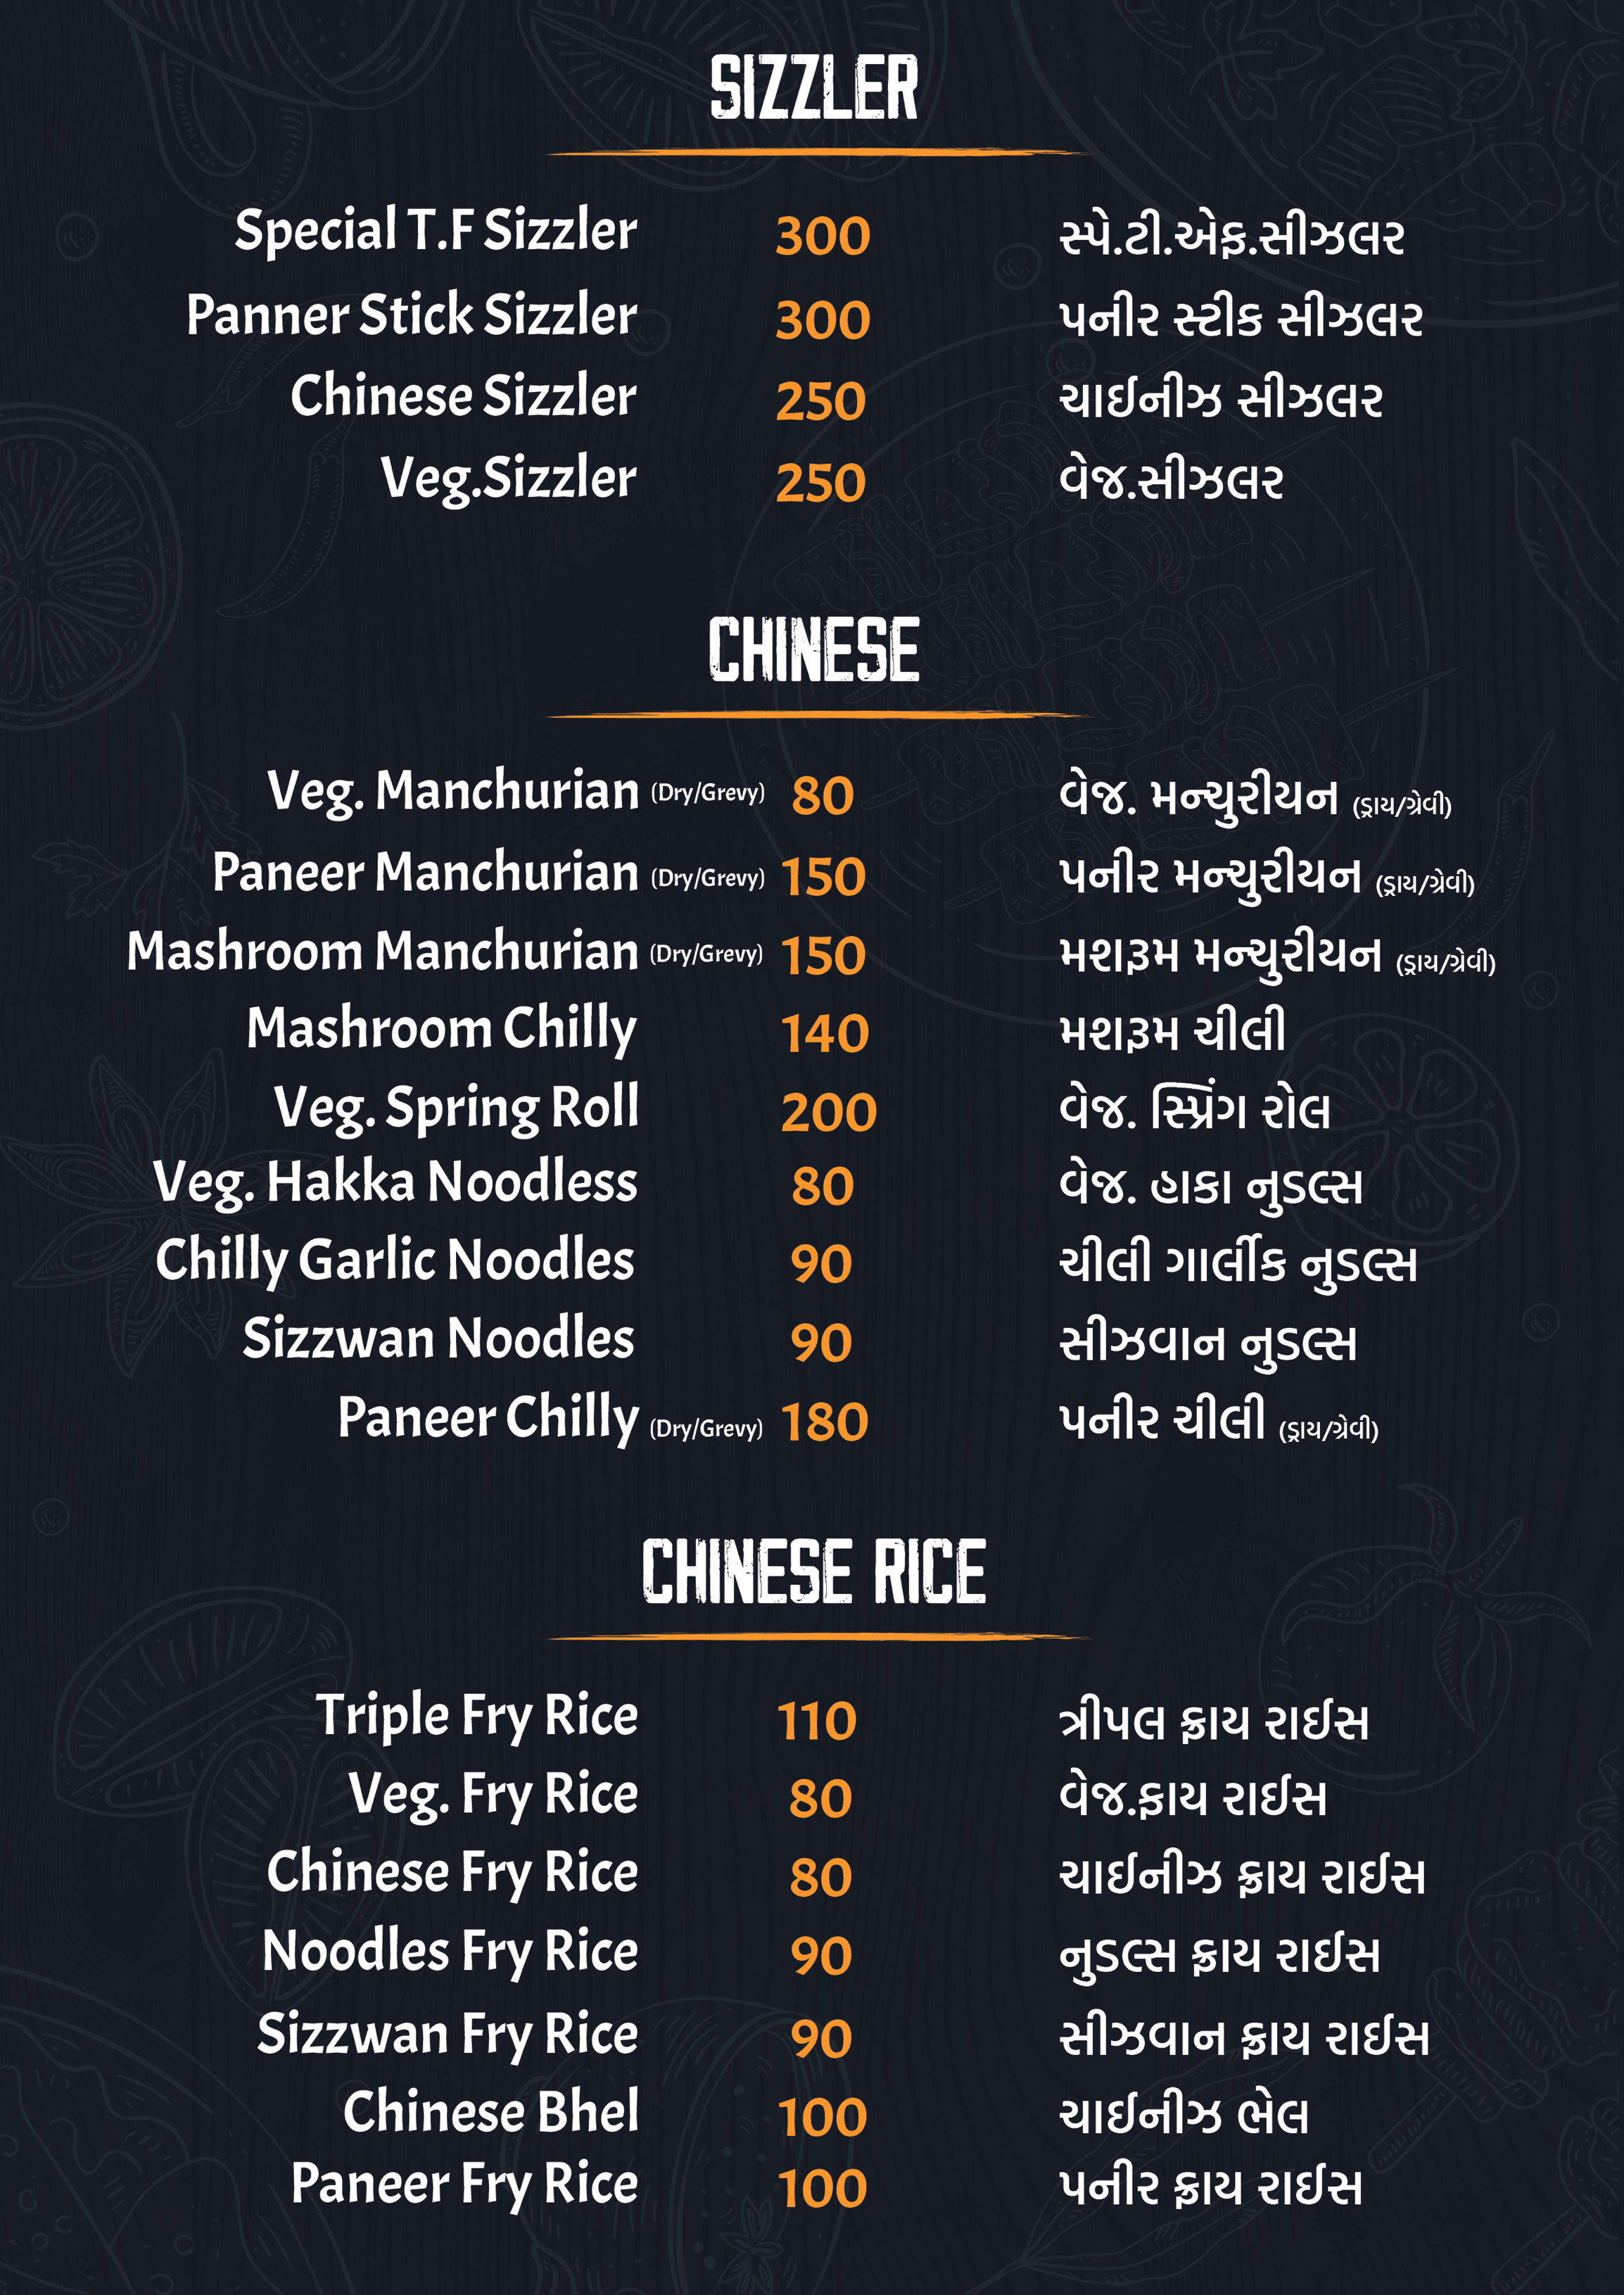 SIZZLER
Special T.F Sizzler 300 સ્પે.ટી.એફ.સીઝલર
Panner Stick Sizzler 300 પનીર સ્ટીક સીઝલર
Chinese Sizzler 250 ચાઈનીઝ સીઝલર
Veg.Sizzler 250 વેજ.સીઝલર
CHINESE
Veg. Manchurian (Dry/Grevy) 80 વેજ. મન્ચુરીયન (ડ્રાય/ગ્રેવી)
Paneer Manchurian (Dry/Grevy) 150 પનીર મન્ચુરીયન (ડ્રાય/ગ્રેવી)
Mashroom Manchurian (Dry/Grevy) 150 મશરૂમ મન્ચુરીયન (ડ્રાય/ગ્રેવી)
Mashroom Chilly 140 મશરૂમ ચીલી
Veg. Spring Roll 200 વેજ. સ્પ્રિંગ રોલ
Veg. Hakka Noodless 80 વેજ. હાકા નુડલ્સ
Chilly Garlic Noodles 90 ચીલી ગાર્લીક નુડલ્સ
Sizzwan Noodles 90 સીઝવાન નુડલ્સ
Paneer Chilly (Dry/Grevy) 180 પનીર ચીલી (ડ્રાય/ગ્રેવી)
CHINESE RICE
Triple Fry Rice 110 ત્રીપલ ફ્રાય રાઈસ
Veg. Fry Rice 80 વેજ.ફાય રાઈસ
Chinese Fry Rice 80 ચાઈનીઝ ફ્રાય રાઈસ
Noodles Fry Rice 90 નુડલ્સ ફ્રાય રાઈસ
Sizzwan Fry Rice 90 સીઝવાન ફ્રાય રાઈસ
Chinese Bhel 100 ચાઈનીઝ ભેલ
Paneer Fry Rice 100 પનીર ફ્રાય રાઈસ